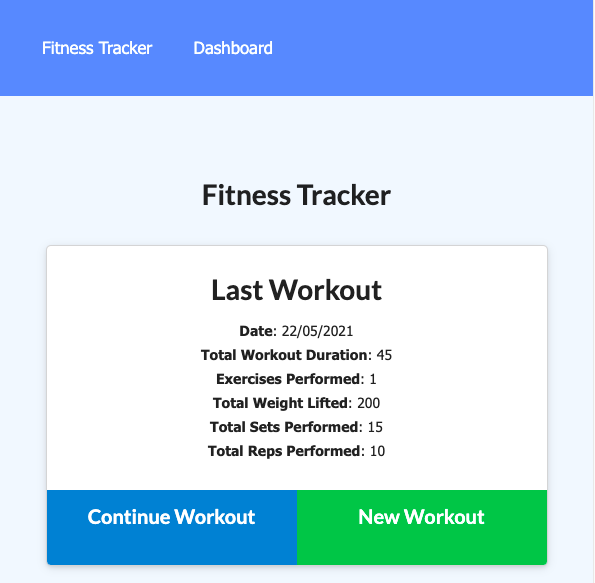 Fitness Tracker Dashboard
Fitness Tracker
Last Workout
Date: 22/05/2021
Total Workout Duration: 45
Exercises Performed: 1
Total Weight Lifted: 200
Total Sets Performed: 15
Total Reps Performed: 10
Continue Workout New Workout